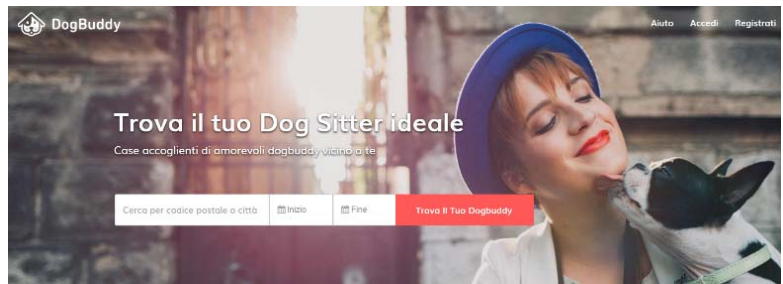 DogBuddy
Aiuto Accedi Registrati
Trova il tuo Dog Sitter ideale
Case accoglienti di amorevoli dogbuddy vicino a te
Cerca per codice postale o città Inizio Fine Trova Il Tuo Dogbuddy